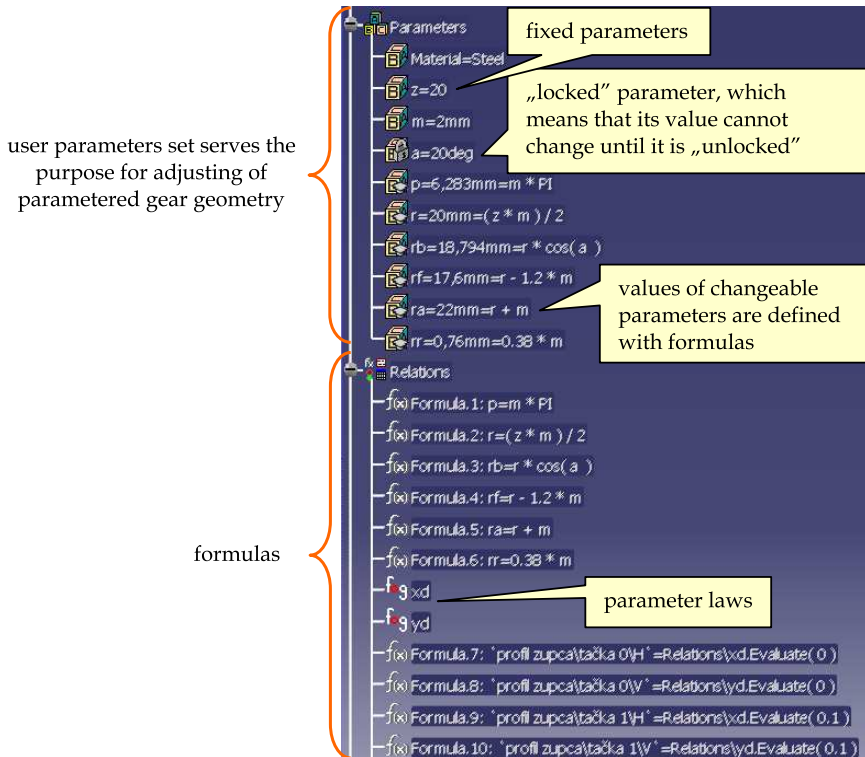 Parameters
fixed parameters
Material=Steel
z=20
„locked” parameter, which
means that its value cannot
change until it is „unlocked”
m=2mm
a=20deg
user parameters set serves the
purpose for adjusting of
parametered gear geometry
p=6,283mm=m * PI
r=20mm=( z * m ) / 2
rb=18,794mm=r * cos( a )
rf=17,6mm=r - 1.2 * m
ra=22mm=r + m
values of changeable
parameters are defined
with formulas
rr=0,76mm=0.38 * m
Relations
Formula.1: p=m * PI
Formula.2: r=( z * m ) / 2
Formula.3: rb=r * cos( a )
Formula.4: rf=r - 1.2 * m
Formula.5: ra=r + m
formulas
Formula.6: rr=0.38 * m
xd
parameter laws
yd
Formula.7: `profil zupca\tačka 0\H`=Relations\xd.Evaluate( 0 )
Formula.8: `profil zupca\tačka 0\V`=Relations\yd.Evaluate( 0 )
Formula.9: `profil zupca\tačka 1\H`=Relations\xd.Evaluate( 0.1 )
Formula.10: `profil zupca\tačka 1\V`=Relations\yd.Evaluate( 0.1 )